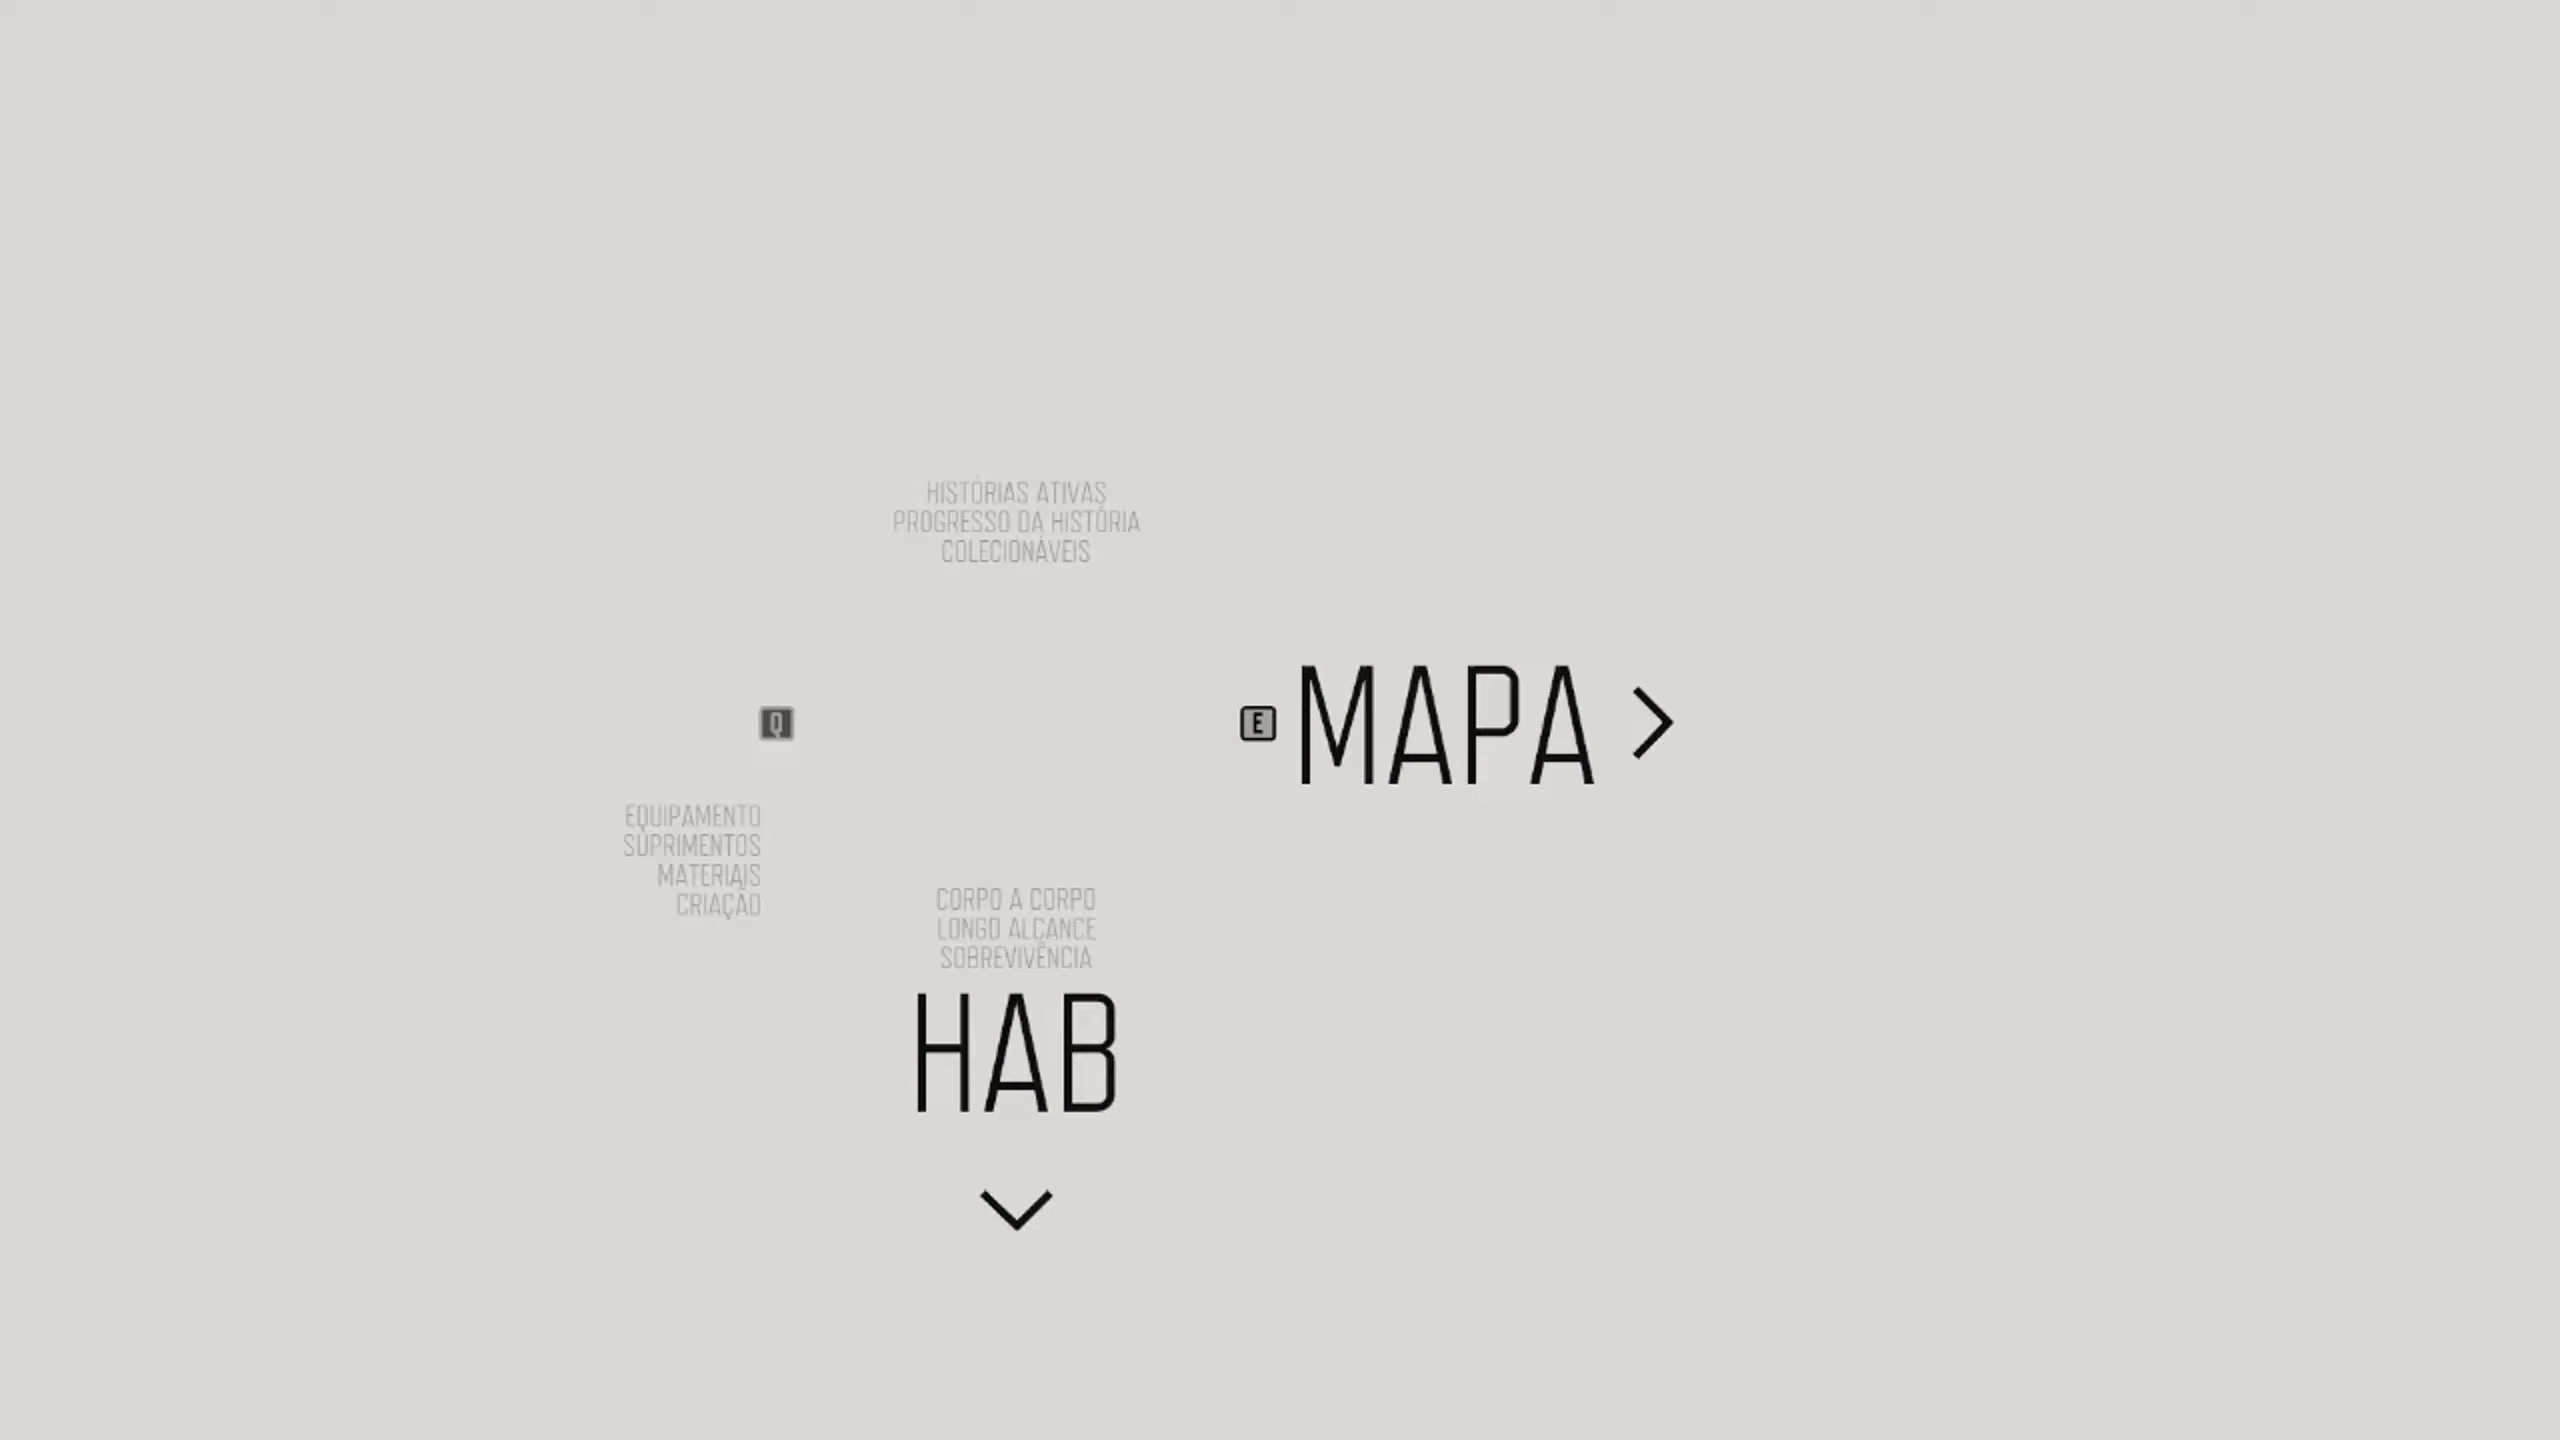 HISTÓRIAS ATIVAS
PROGRESSO DA HISTÓRIA
COLECIONÁVEIS
Q
E
MAPA
EQUIPAMENTO
SUPRIMENTOS
MATERIAIS
CRIAÇÃO
CORPO A CORPO
LONGO ALCANCE
SOBREVIVÊNCIA
HAB